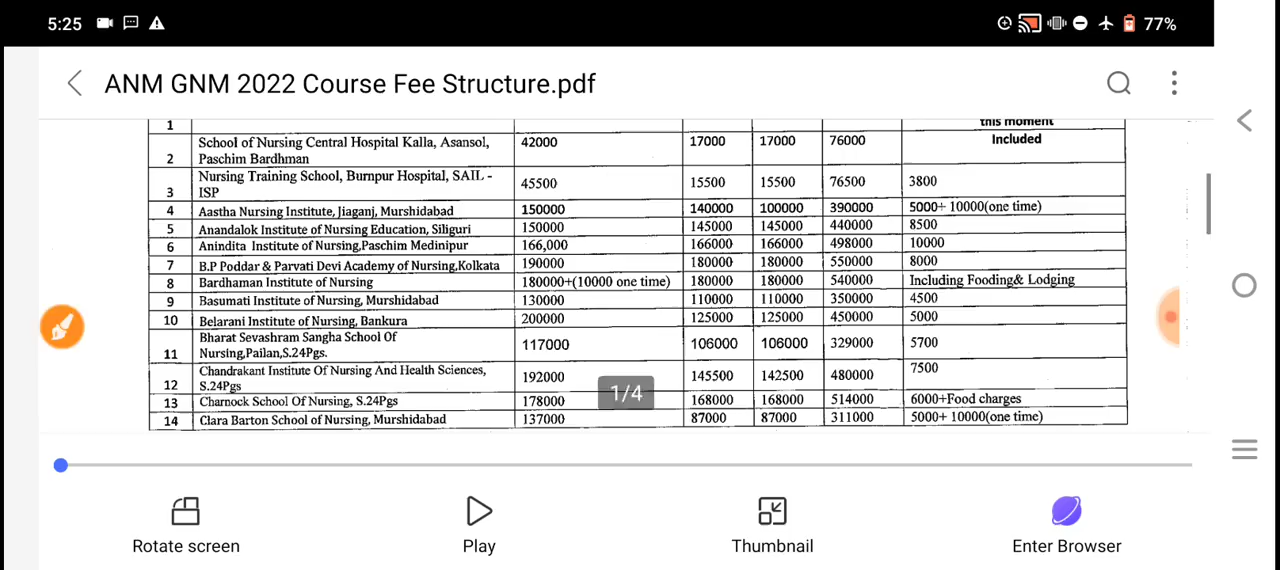 5:25 77%
ANM GNM 2022 Course Fee Structure.pdf
1 this moment
2 School of Nursing Central Hospital Kalla, Asansol, Paschim Bardhman 42000 17000 17000 76000 Included
3 Nursing Training School, Burnpur Hospital, SAIL - ISP 45500 15500 15500 76500 3800
4 Aastha Nursing Institute, Jiaganj, Murshidabad 150000 140000 100000 390000 5000+ 10000(one time)
5 Anandalok Institute of Nursing Education, Siliguri 150000 145000 145000 440000 8500
6 Anindita Institute of Nursing,Paschim Medinipur 166,000 166000 166000 498000 10000
7 B.P Poddar & Parvati Devi Academy of Nursing,Kolkata 190000 180000 180000 550000 8000
8 Bardhaman Institute of Nursing 180000+(10000 one time) 180000 180000 540000 Including Fooding& Lodging
9 Basumati Institute of Nursing, Murshidabad 130000 110000 110000 350000 4500
10 Belarani Institute of Nursing, Bankura 200000 125000 125000 450000 5000
11 Bharat Sevashram Sangha School Of Nursing,Pailan,S.24Pgs. 117000 106000 106000 329000 5700
12 Chandrakant Institute Of Nursing And Health Sciences, S.24Pgs 192000 145500 142500 480000 7500
13 Charnock School Of Nursing, S.24Pgs 178000 168000 168000 514000 6000+Food charges
14 Clara Barton School of Nursing, Murshidabad 137000 87000 87000 311000 5000+ 10000(one time)
1/4
Rotate screen Play Thumbnail Enter Browser